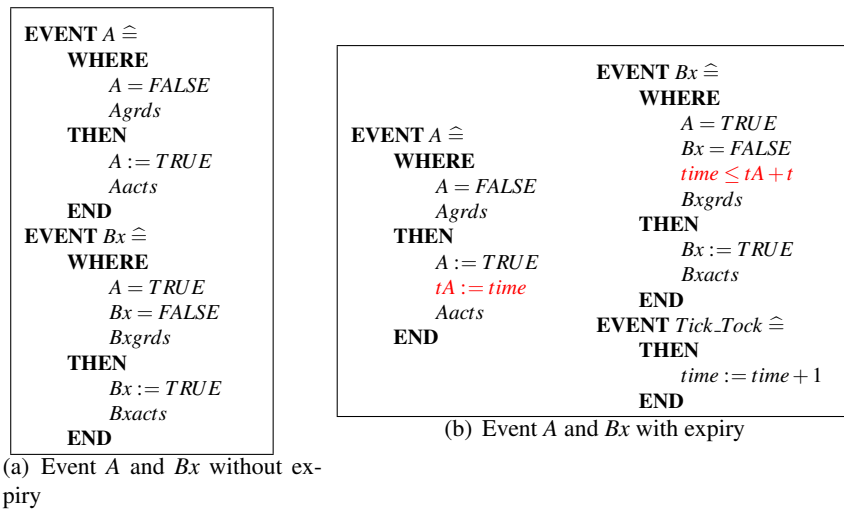 EVENT A ≙
WHERE
A = FALSE
Agrds
THEN
A := TRUE
Aacts
END
EVENT Bx ≙
WHERE
A = TRUE
Bx = FALSE
Bxgrds
THEN
Bx := TRUE
Bxacts
END
(a) Event A and Bx without ex-
piry
EVENT A ≙
WHERE
A = FALSE
Agrds
THEN
A := TRUE
tA := time
Aacts
END
EVENT Bx ≙
WHERE
A = TRUE
Bx = FALSE
time ≤ tA + t
Bxgrds
THEN
Bx := TRUE
Bxacts
END
EVENT Tick_Tock ≙
THEN
time := time + 1
END
(b) Event A and Bx with expiry